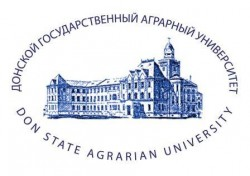 ДОНСКОЙ ГОСУДАРСТВЕННЫЙ АГРАРНЫЙ УНИВЕРСИТЕТ
DON STATE AGRARIAN UNIVERSITY